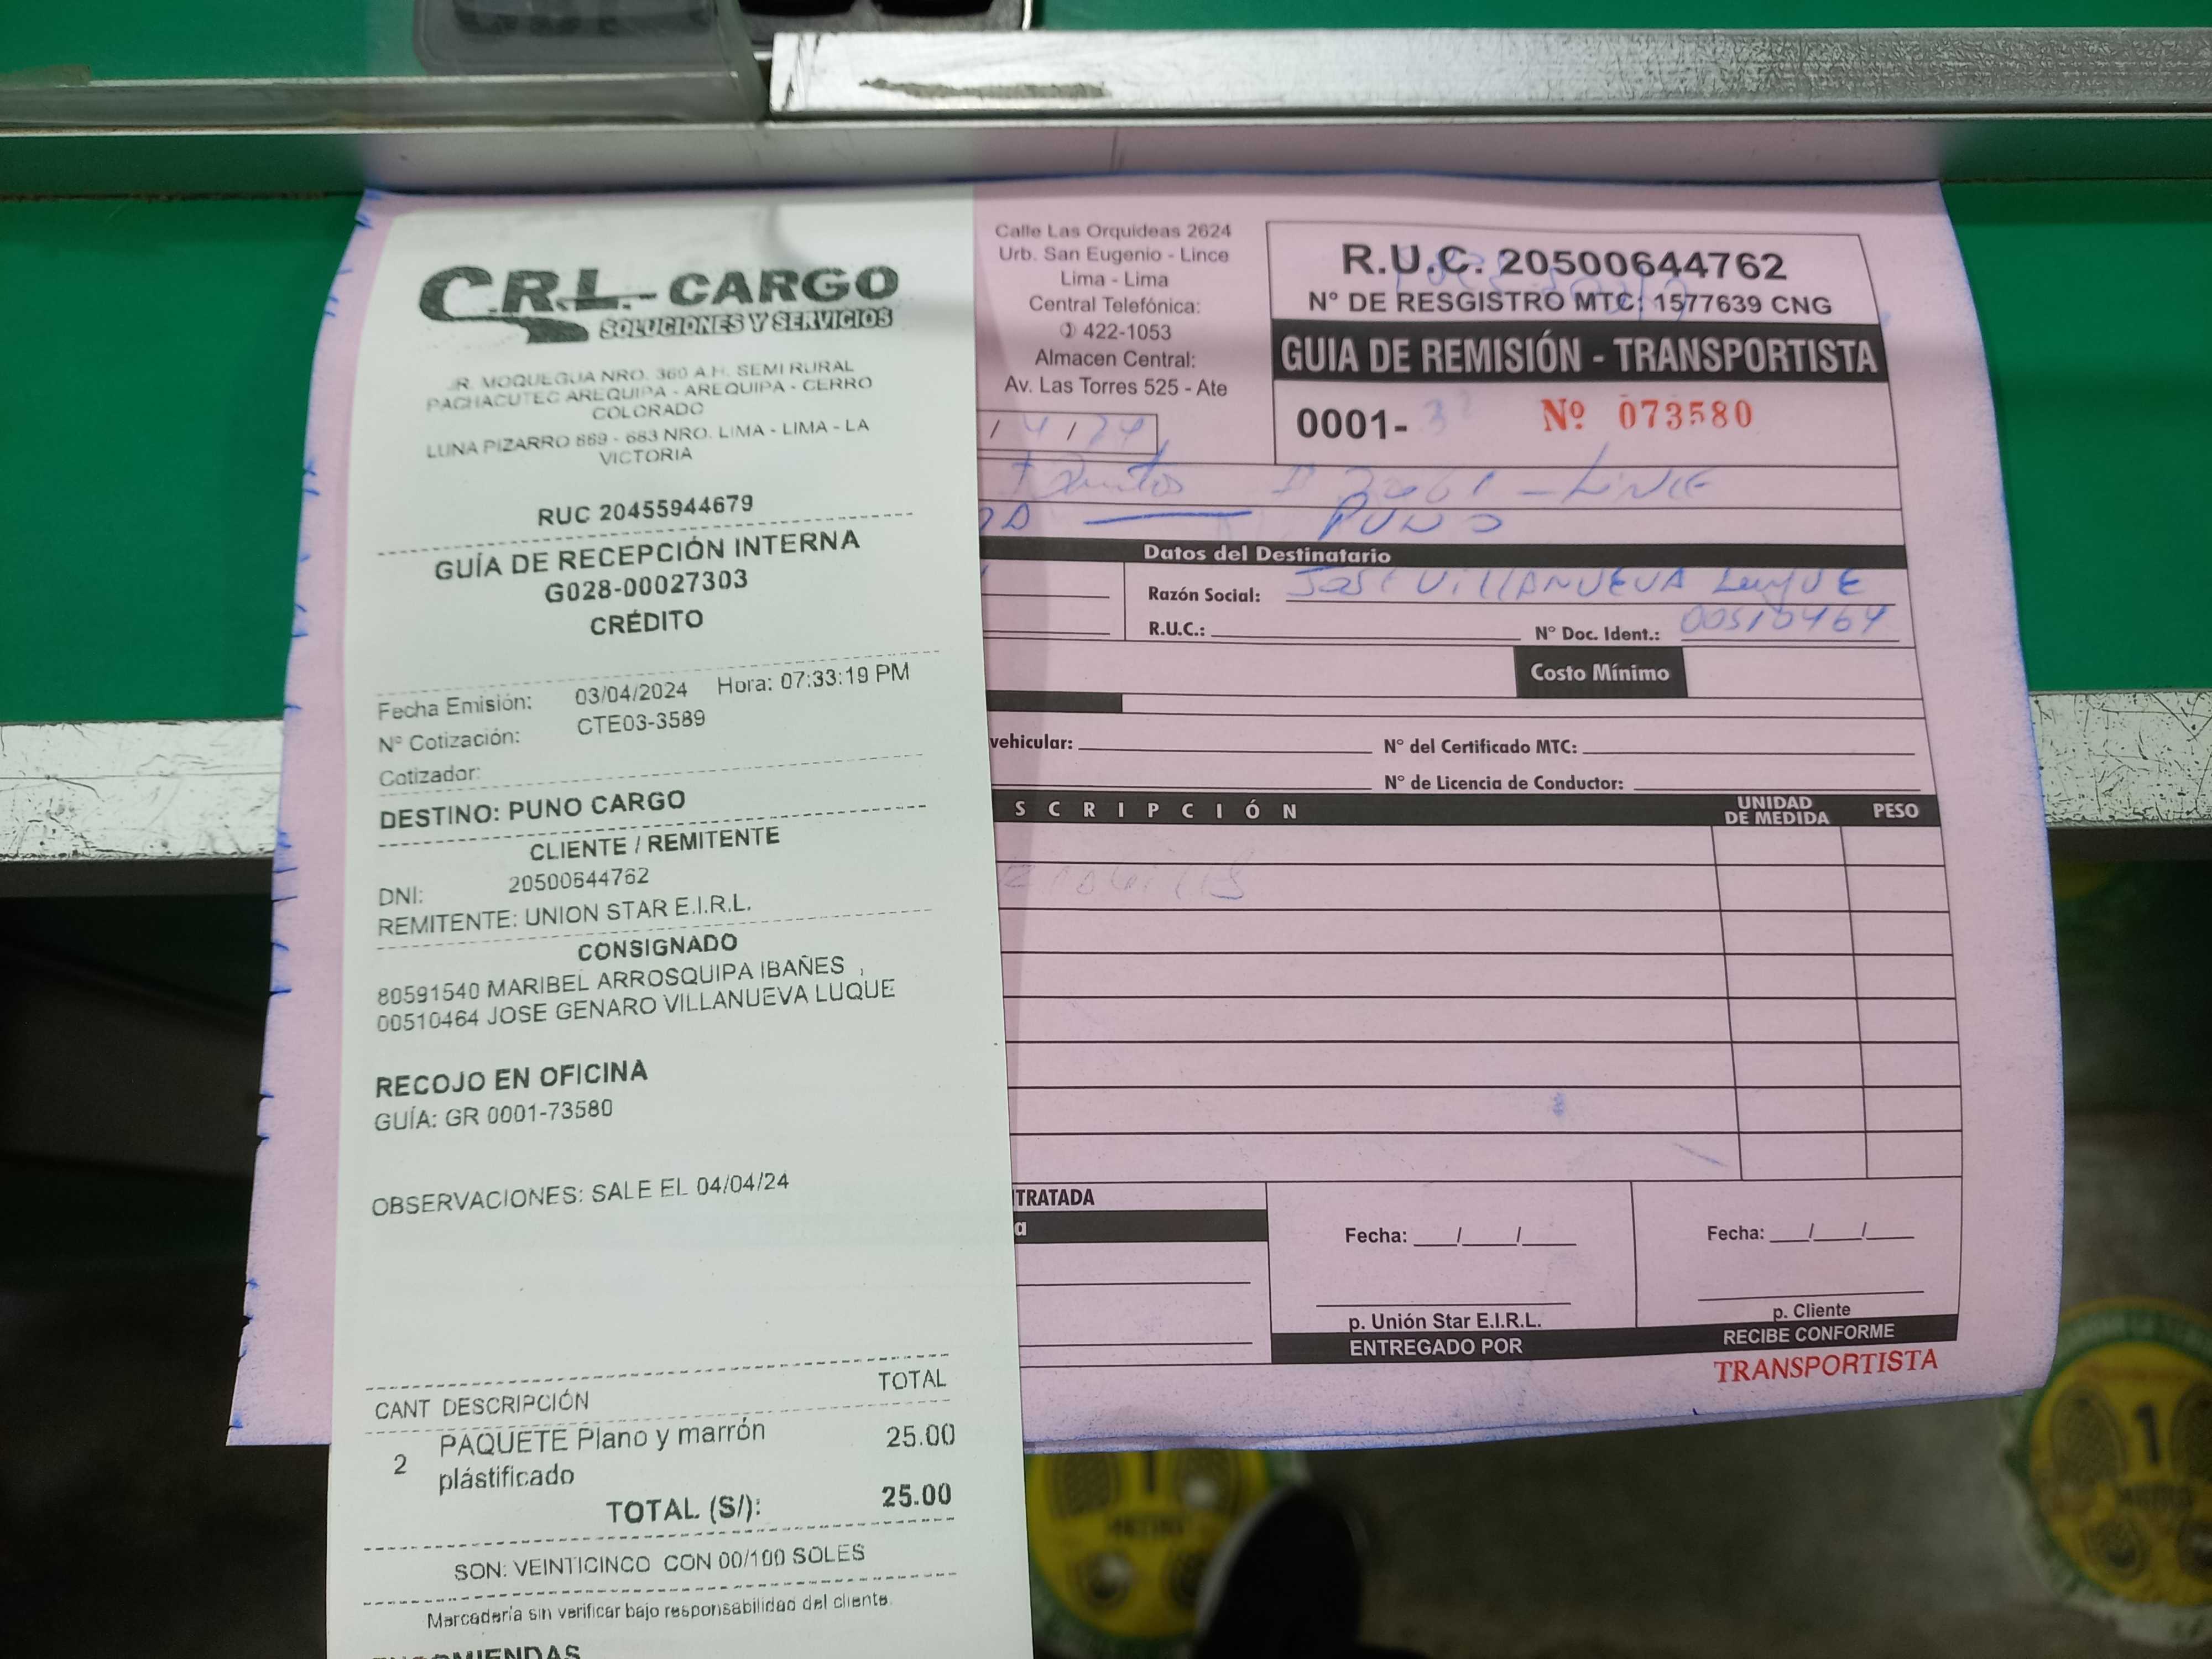 C.R.L. - CARGO
SOLUCIONES Y SERVICIOS
JR. MOQUEGUA NRO. 360 A.H. SEMI RURAL
PACHACUTEC AREQUIPA - AREQUIPA - CERRO
COLORADO
LUNA PIZARRO 669 - 683 NRO. LIMA - LIMA - LA
VICTORIA
RUC 20455944679
GUÍA DE RECEPCIÓN INTERNA
G028-00027303
CRÉDITO
Fecha Emisión: 03/04/2024 Hora: 07:33:19 PM
N° Cotización: CTE03-3589
Cotizador:
DESTINO: PUNO CARGO
CLIENTE / REMITENTE
DNI: 20500644762
REMITENTE: UNION STAR E.I.R.L.
CONSIGNADO
80591540 MARIBEL ARROSQUIPA IBAÑES ,
00510464 JOSE GENARO VILLANUEVA LUQUE
RECOJO EN OFICINA
GUÍA: GR 0001-73580
OBSERVACIONES: SALE EL 04/04/24
CANT DESCRIPCIÓN TOTAL
2 PAQUETE Plano y marrón 25.00
plástificado
TOTAL (S/): 25.00
SON: VEINTICINCO CON 00/100 SOLES
Marcadería sin verificar bajo responsabilidad del cliente.
ENCOMIENDAS
Calle Las Orquideas 2624
Urb. San Eugenio - Lince
Lima - Lima
Central Telefónica:
422-1053
Almacen Central:
Av. Las Torres 525 - Ate
R.U.C. 20500644762
N° DE RESGISTRO MTC: 1577639 CNG
GUIA DE REMISIÓN - TRANSPORTISTA
0001- Nº 073580
/ 4 / 24
- LINCE
PUNO
Datos del Destinatario
Razón Social: JOSE VILLANUEVA Luque
R.U.C.: N° Doc. Ident.: 00510464
Costo Mínimo
vehicular: N° del Certificado MTC:
N° de Licencia de Conductor:
S C R I P C I Ó N UNIDAD DE MEDIDA PESO
TRATADA
a
Fecha: / /
Fecha: / /
p. Unión Star E.I.R.L.
ENTREGADO POR
p. Cliente
RECIBE CONFORME
TRANSPORTISTA
1
METRO
1
METRO